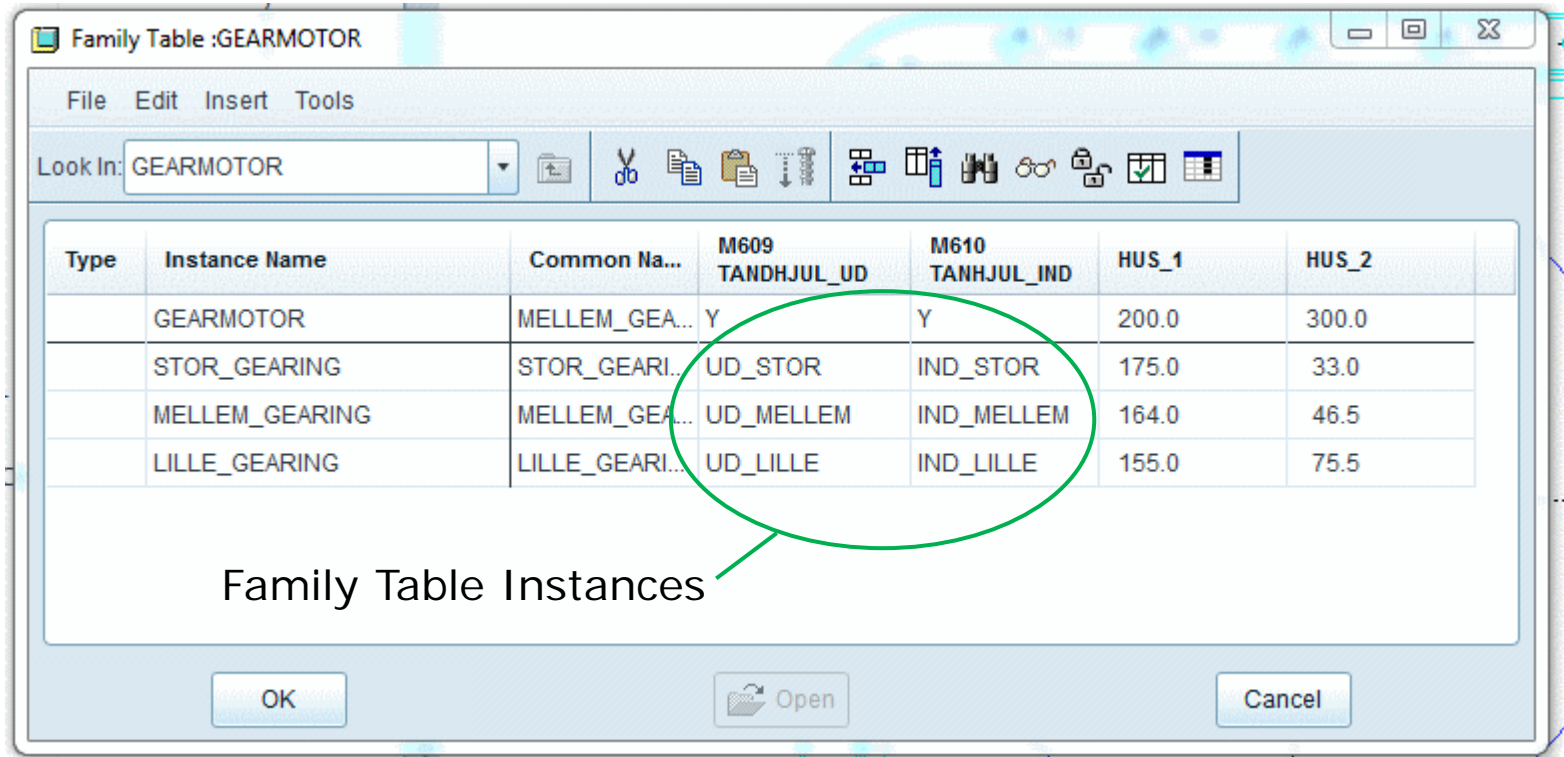 Family Table :GEARMOTOR
File Edit Insert Tools
Look In: GEARMOTOR
Type Instance Name Common Na... M609 TANDHJUL_UD M610 TANHJUL_IND HUS_1 HUS_2
GEARMOTOR MELLEM_GEA... Y Y 200.0 300.0
STOR_GEARING STOR_GEARI... UD_STOR IND_STOR 175.0 33.0
MELLEM_GEARING MELLEM_GEA... UD_MELLEM IND_MELLEM 164.0 46.5
LILLE_GEARING LILLE_GEARI... UD_LILLE IND_LILLE 155.0 75.5
Family Table Instances
OK Open Cancel